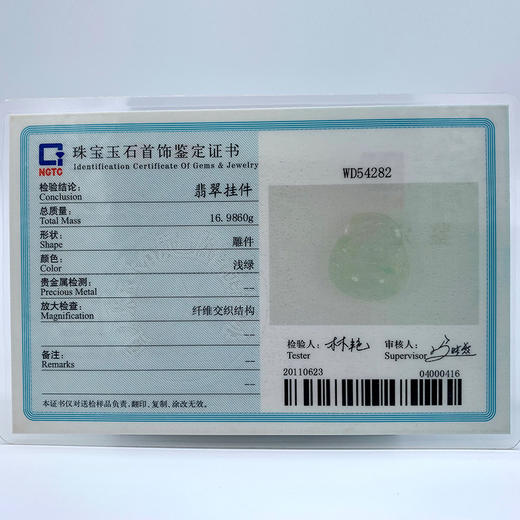 NGTC
珠宝玉石首饰鉴定证书
Identification Certificate Of Gems & Jewelry
检验结论: 翡翠挂件
Conclusion
总质量: 16.9860g
Total Mass
形状: 雕件
Shape
颜色: 浅绿
Color
贵金属检测: --
Precious Metal
放大检查: 纤维交织结构
Magnification
--
备注: --
Remarks
--
本证书仅对送检样品负责,翻印、复制、涂改无效。
WD54282
检验人: 林艳 审核人:
Tester Supervisor
20110623 04000416